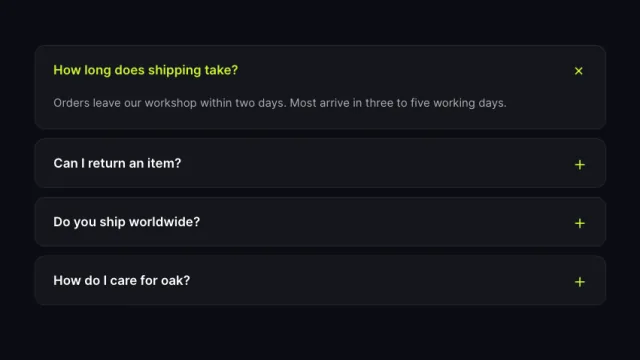 How long does shipping take?
Orders leave our workshop within two days. Most arrive in three to five working days.
Can I return an item?
Do you ship worldwide?
How do I care for oak?